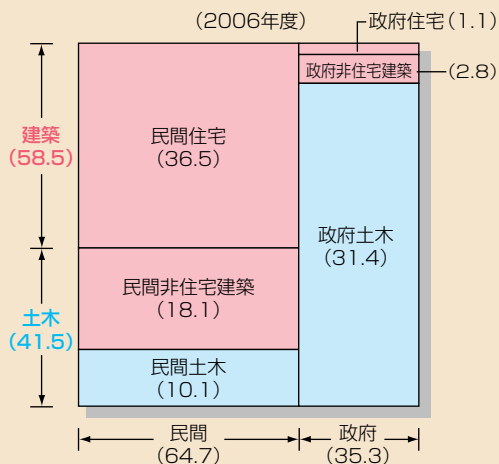 (2006年度)
政府住宅(1.1)
政府非住宅建築
(2.8)
建築
(58.5)
民間住宅
(36.5)
政府土木
(31.4)
民間非住宅建築
(18.1)
土木
(41.5)
民間土木
(10.1)
民間
(64.7)
政府
(35.3)